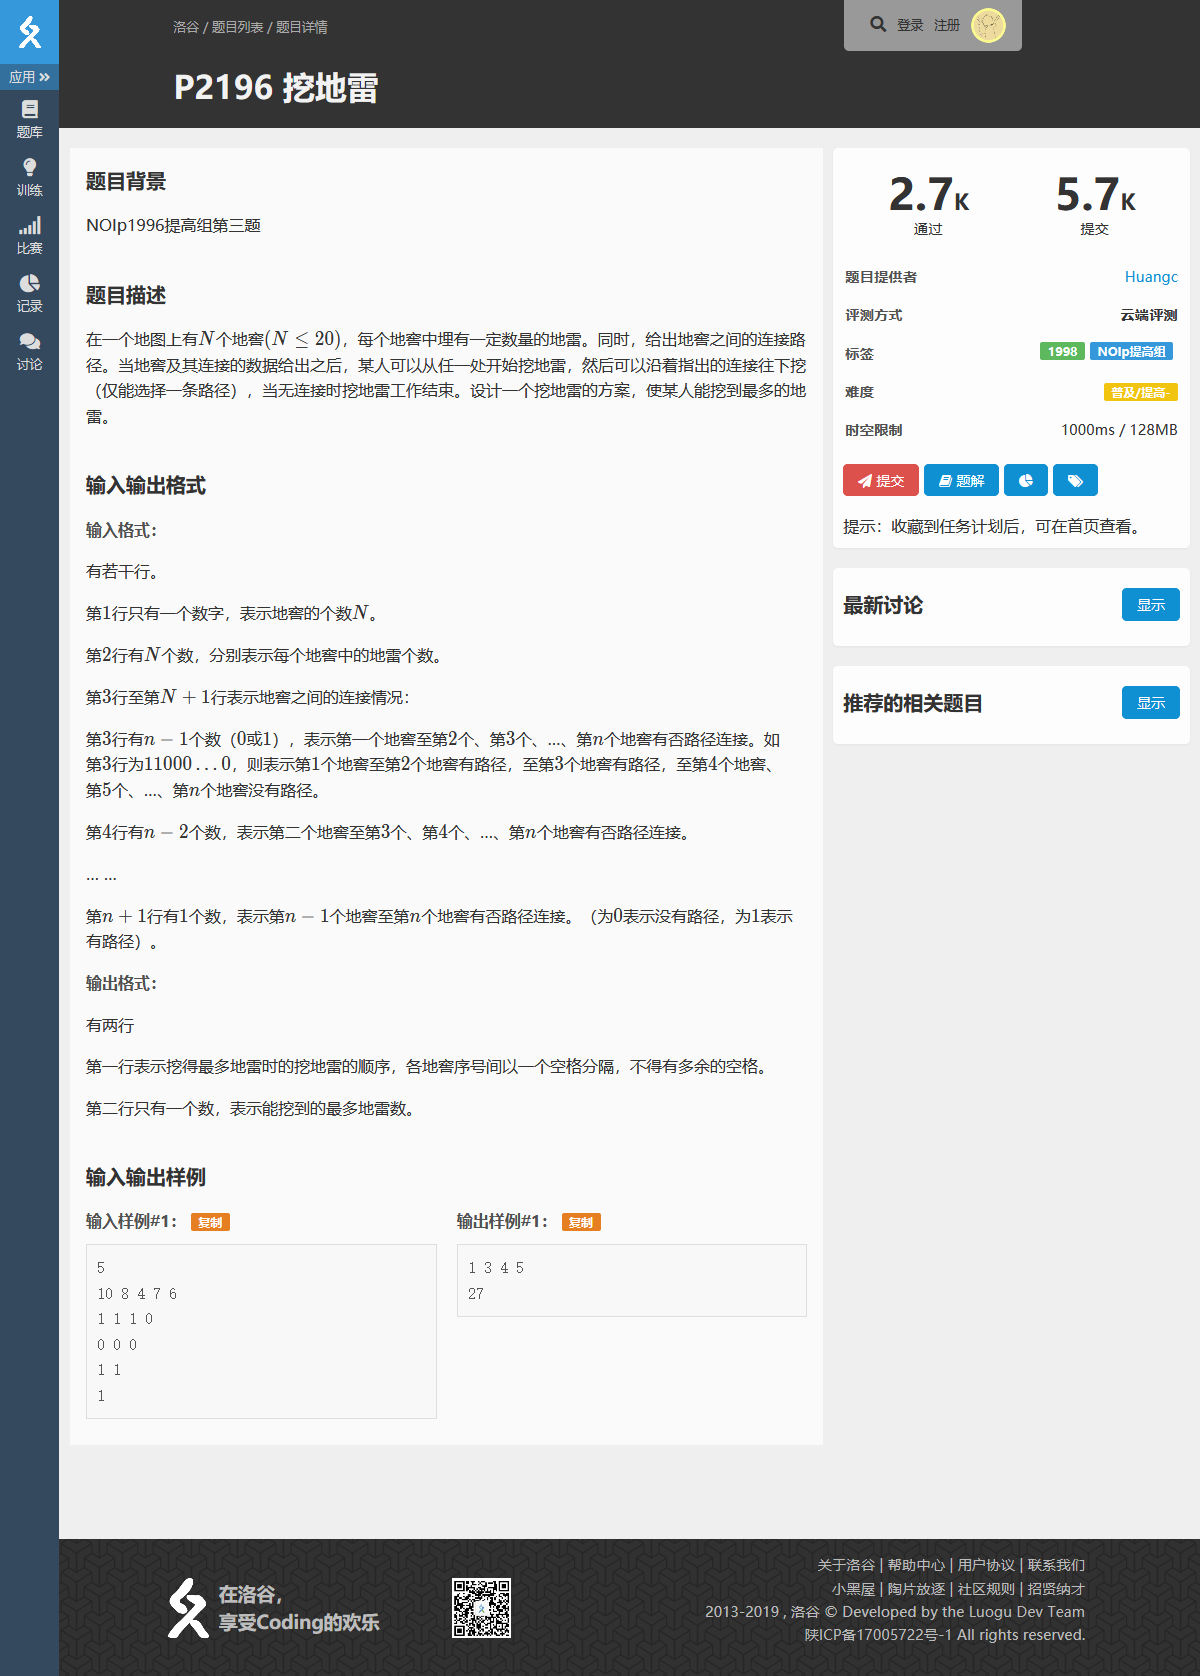 洛谷 / 题目列表 / 题目详情
登录 注册
P2196 挖地雷
应用
题库
训练
比赛
记录
讨论
题目背景
NOIp1996提高组第三题
题目描述
在一个地图上有N个地窖(N ≤ 20)，每个地窖中埋有一定数量的地雷。同时，给出地窖之间的连接路
径。当地窖及其连接的数据给出之后，某人可以从任一处开始挖地雷，然后可以沿着指出的连接往下挖
（仅能选择一条路径），当无连接时挖地雷工作结束。设计一个挖地雷的方案，使某人能挖到最多的地
雷。
输入输出格式
输入格式：
有若干行。
第1行只有一个数字，表示地窖的个数N。
第2行有N个数，分别表示每个地窖中的地雷个数。
第3行至第N + 1行表示地窖之间的连接情况：
第3行有n − 1个数（0或1），表示第一个地窖至第2个、第3个、…、第n个地窖有否路径连接。如
第3行为11000 . . . 0，则表示第1个地窖至第2个地窖有路径，至第3个地窖有路径，至第4个地窖、
第5个、…、第n个地窖没有路径。
第4行有n − 2个数，表示第二个地窖至第3个、第4个、…、第n个地窖有否路径连接。
… …
第n + 1行有1个数，表示第n − 1个地窖至第n个地窖有否路径连接。（为0表示没有路径，为1表示
有路径）。
输出格式：
有两行
第一行表示挖得最多地雷时的挖地雷的顺序，各地窖序号间以一个空格分隔，不得有多余的空格。
第二行只有一个数，表示能挖到的最多地雷数。
输入输出样例
输入样例#1： 复制
5
10 8 4 7 6
1 1 1 0
0 0 0
1 1
1
输出样例#1： 复制
1 3 4 5
27
2.7K 5.7K
通过 提交
题目提供者 Huangc
评测方式 云端评测
标签 1998 NOIp提高组
难度 普及/提高-
时空限制 1000ms / 128MB
提交 题解
提示：收藏到任务计划后，可在首页查看。
最新讨论 显示
推荐的相关题目 显示
在洛谷，
享受Coding的欢乐
关于洛谷 | 帮助中心 | 用户协议 | 联系我们
小黑屋 | 陶片放逐 | 社区规则 | 招贤纳才
2013-2019 , 洛谷 © Developed by the Luogu Dev Team
陕ICP备17005722号-1 All rights reserved.